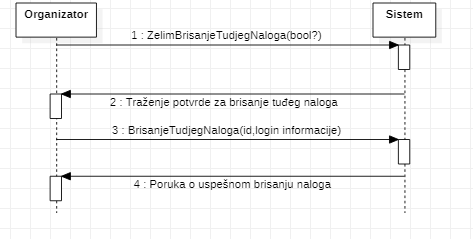 Organizator
Sistem
1 : ZelimBrisanjeTudjegNaloga(bool?)
2 : Traženje potvrde za brisanje tuđeg naloga
3 : BrisanjeTudjegNaloga(id,login informacije)
4 : Poruka o uspešnom brisanju naloga